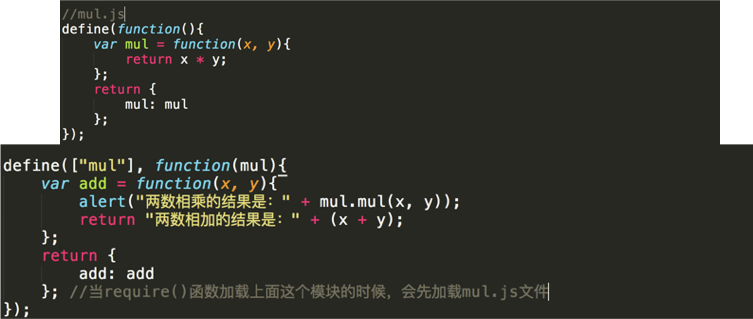 //mul.js
define(function(){
    var mul = function(x, y){
        return x * y;
    };
    return {
        mul: mul
    };
});
define(["mul"], function(mul){
    var add = function(x, y){
        alert("两数相乘的结果是：" + mul.mul(x, y));
        return "两数相加的结果是：" + (x + y);
    };
    return {
        add: add
    }; //当require()函数加载上面这个模块的时候，会先加载mul.js文件
});